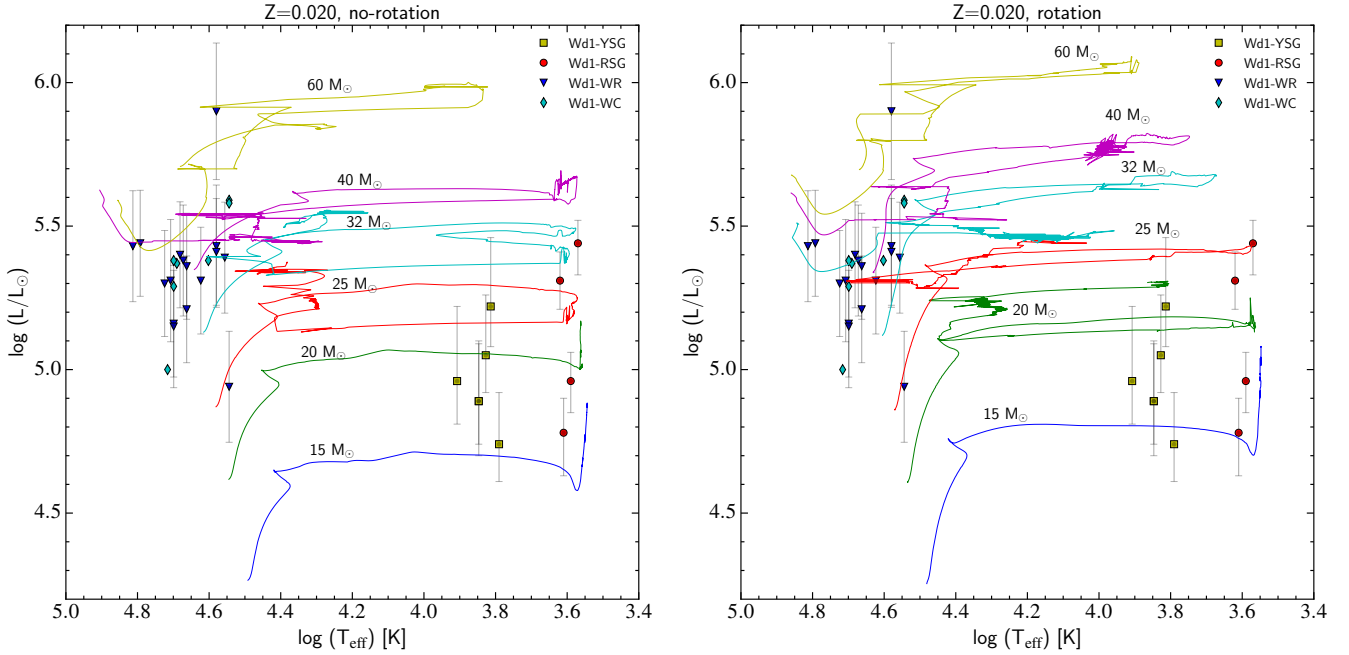 Z=0.020, no-rotation
Wd1-YSG
Wd1-RSG
Wd1-WR
Wd1-WC
60 M☉
40 M☉
32 M☉
25 M☉
20 M☉
15 M☉
6.0
5.5
5.0
4.5
log (L/L☉)
5.0 4.8 4.6 4.4 4.2 4.0 3.8 3.6 3.4
log (Teff) [K]
Z=0.020, rotation
Wd1-YSG
Wd1-RSG
Wd1-WR
Wd1-WC
60 M☉
40 M☉
32 M☉
25 M☉
20 M☉
15 M☉
6.0
5.5
5.0
4.5
log (L/L☉)
5.0 4.8 4.6 4.4 4.2 4.0 3.8 3.6 3.4
log (Teff) [K]